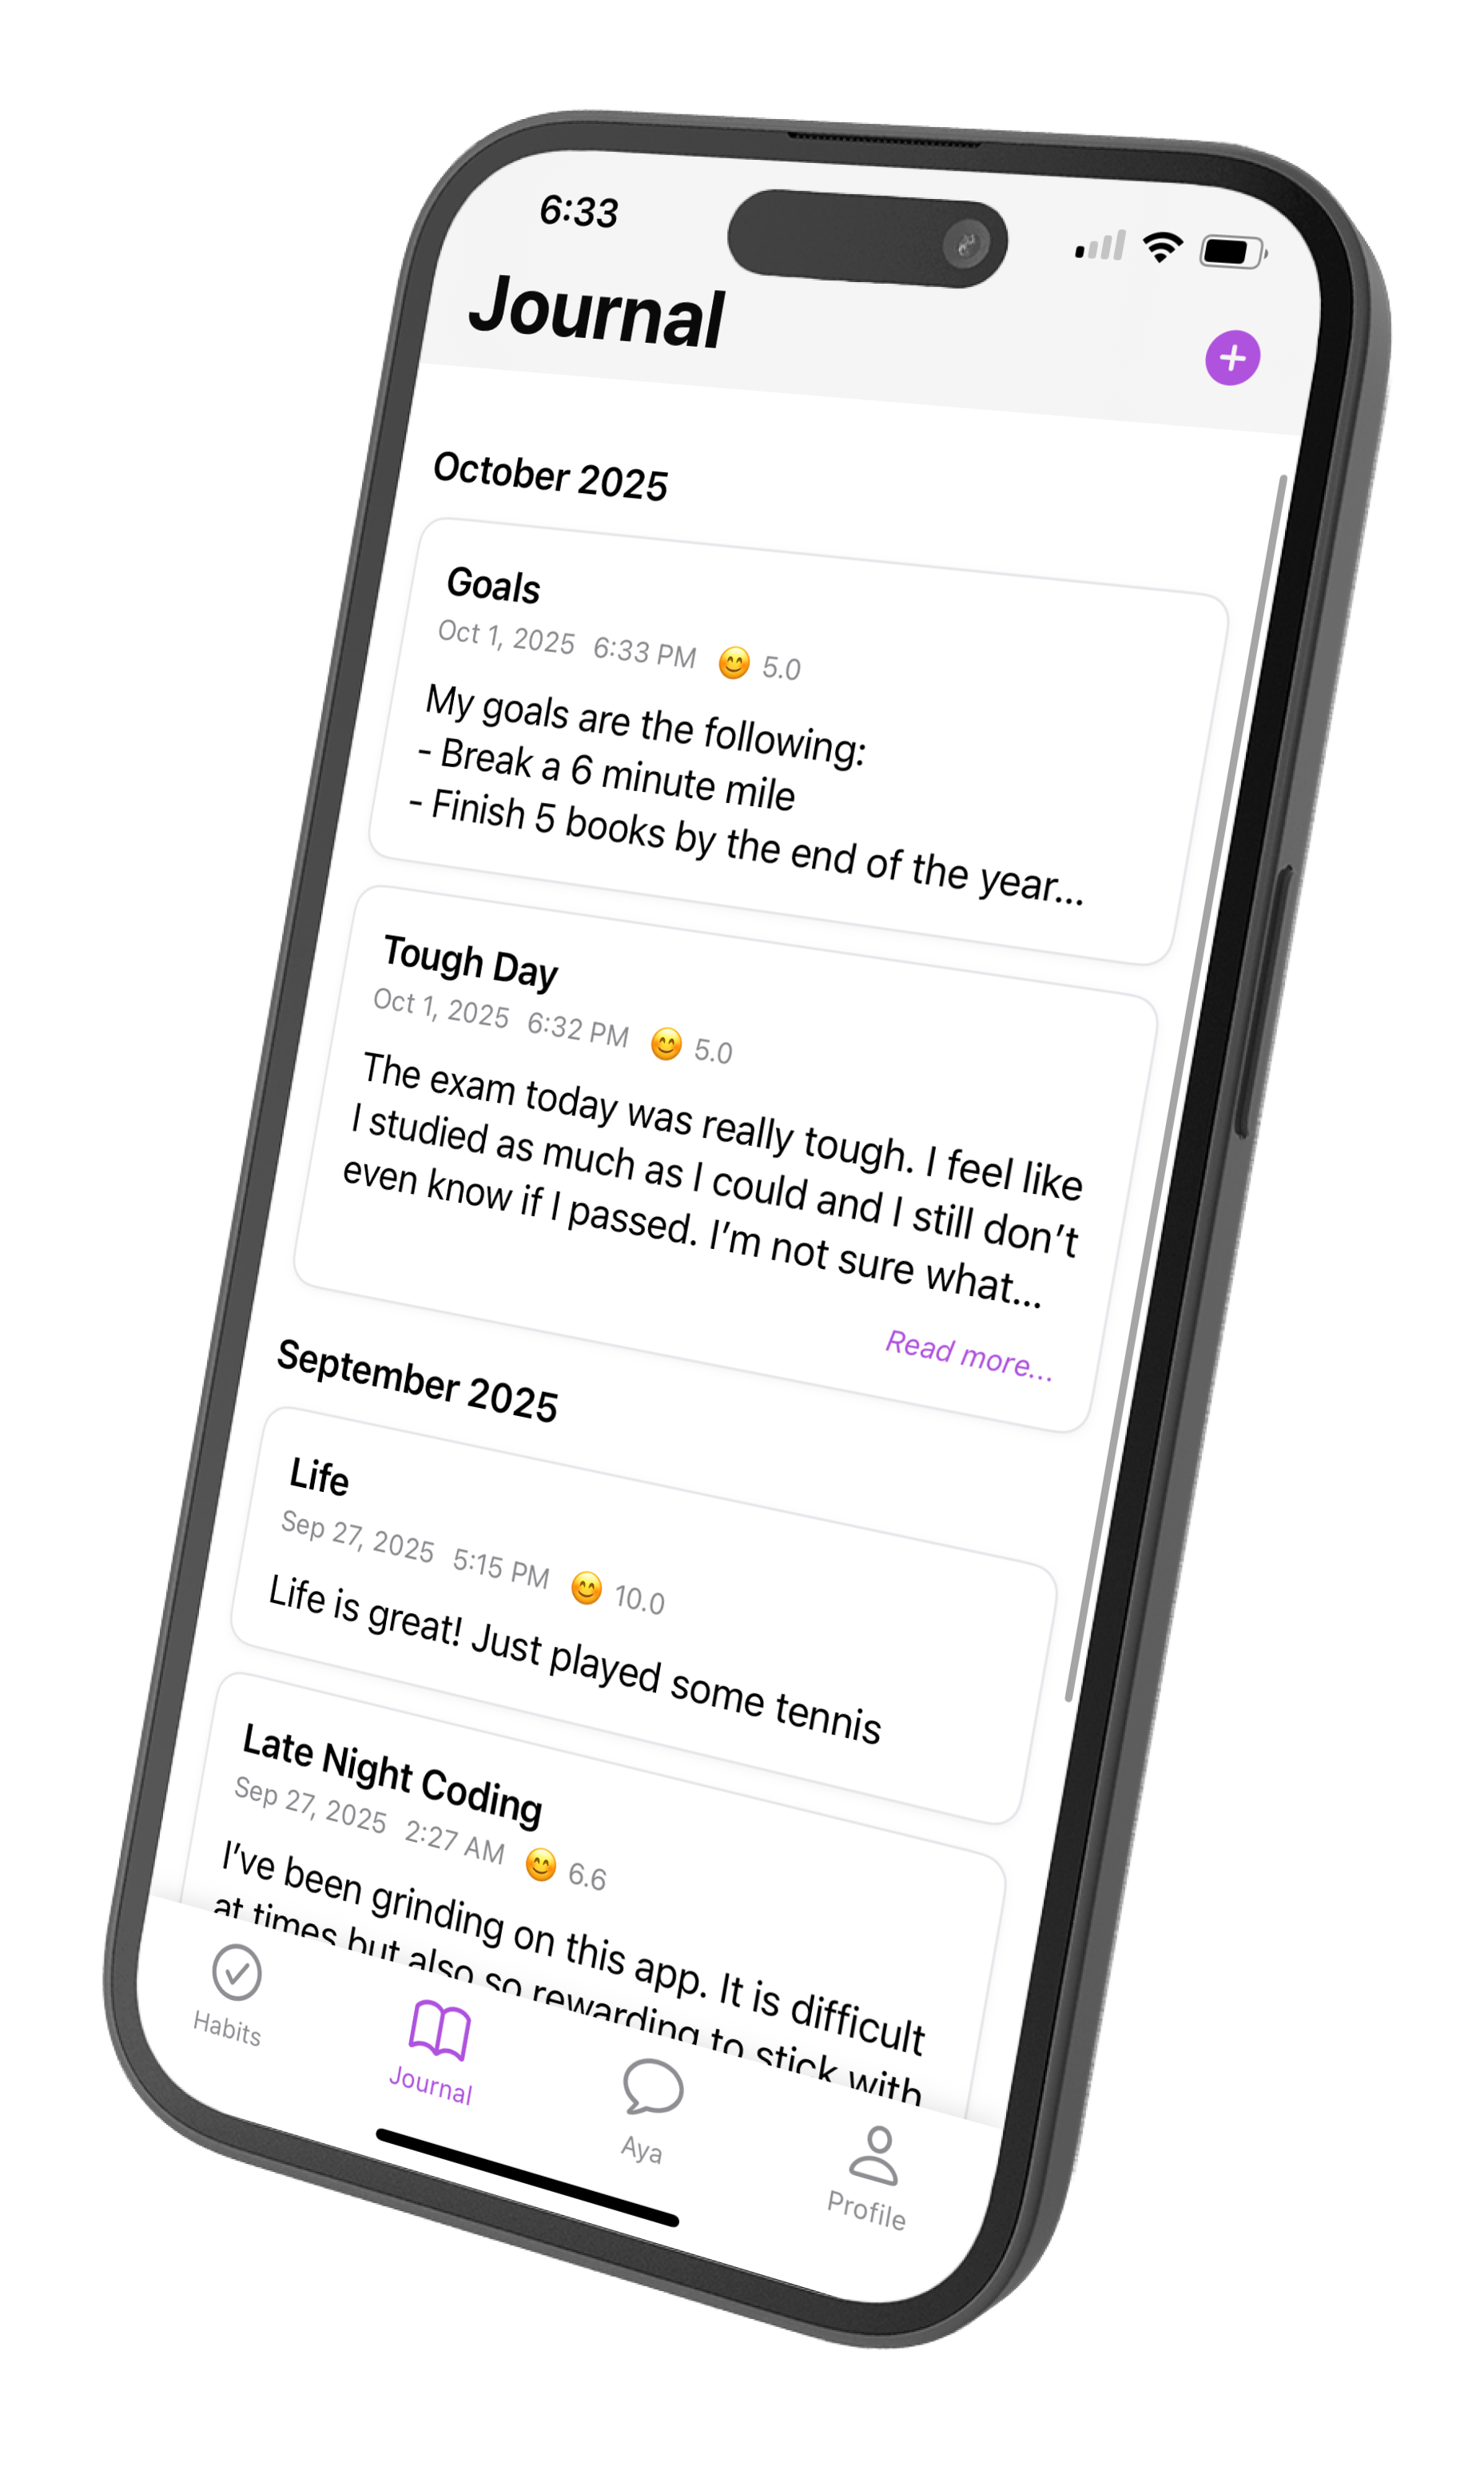 6:33
Journal
October 2025
Goals
Oct 1, 2025 6:33 PM 😊 5.0
My goals are the following:
- Break a 6 minute mile
- Finish 5 books by the end of the year...
Tough Day
Oct 1, 2025 6:32 PM 😊 5.0
The exam today was really tough. I feel like
I studied as much as I could and I still don’t
even know if I passed. I’m not sure what...
Read more...
September 2025
Life
Sep 27, 2025 5:15 PM 😊 10.0
Life is great! Just played some tennis
Late Night Coding
Sep 27, 2025 2:27 AM 😊 6.6
I’ve been grinding on this app. It is difficult
at times but also so rewarding to stick with
Habits
Journal
Aya
Profile